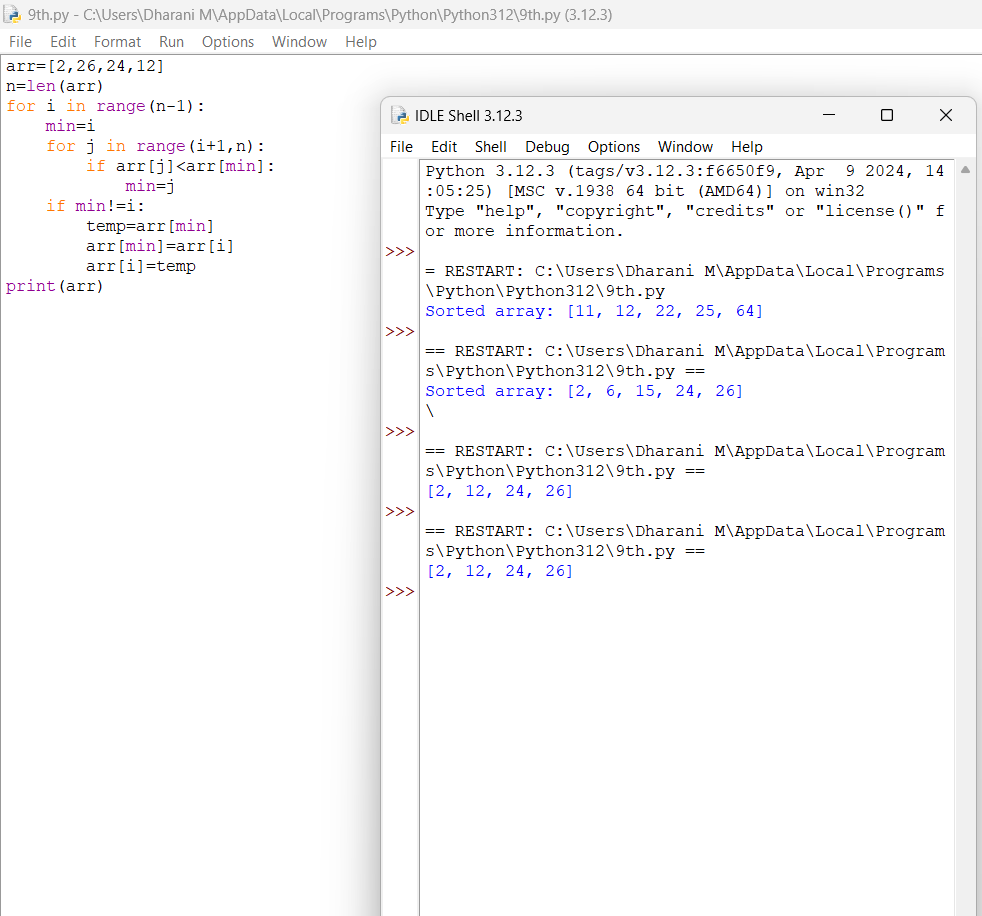 9th.py - C:\Users\Dharani M\AppData\Local\Programs\Python\Python312\9th.py (3.12.3)
File Edit Format Run Options Window Help
arr=[2,26,24,12]
n=len(arr)
for i in range(n-1):
    min=i
    for j in range(i+1,n):
        if arr[j]<arr[min]:
            min=j
    if min!=i:
        temp=arr[min]
        arr[min]=arr[i]
        arr[i]=temp
print(arr)
IDLE Shell 3.12.3
File Edit Shell Debug Options Window Help
Python 3.12.3 (tags/v3.12.3:f6650f9, Apr  9 2024, 14
:05:25) [MSC v.1938 64 bit (AMD64)] on win32
Type "help", "copyright", "credits" or "license()" f
or more information.
>>>
= RESTART: C:\Users\Dharani M\AppData\Local\Programs
\Python\Python312\9th.py
Sorted array: [11, 12, 22, 25, 64]
>>>
== RESTART: C:\Users\Dharani M\AppData\Local\Program
s\Python\Python312\9th.py ==
Sorted array: [2, 6, 15, 24, 26]
\
>>>
== RESTART: C:\Users\Dharani M\AppData\Local\Program
s\Python\Python312\9th.py ==
[2, 12, 24, 26]
>>>
== RESTART: C:\Users\Dharani M\AppData\Local\Program
s\Python\Python312\9th.py ==
[2, 12, 24, 26]
>>>